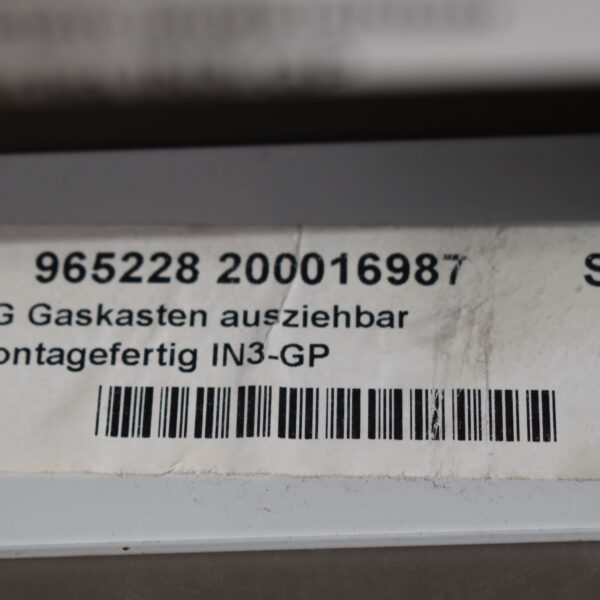 965228 200016987 S
G Gaskasten ausziehbar
ontagefertig IN3-GP